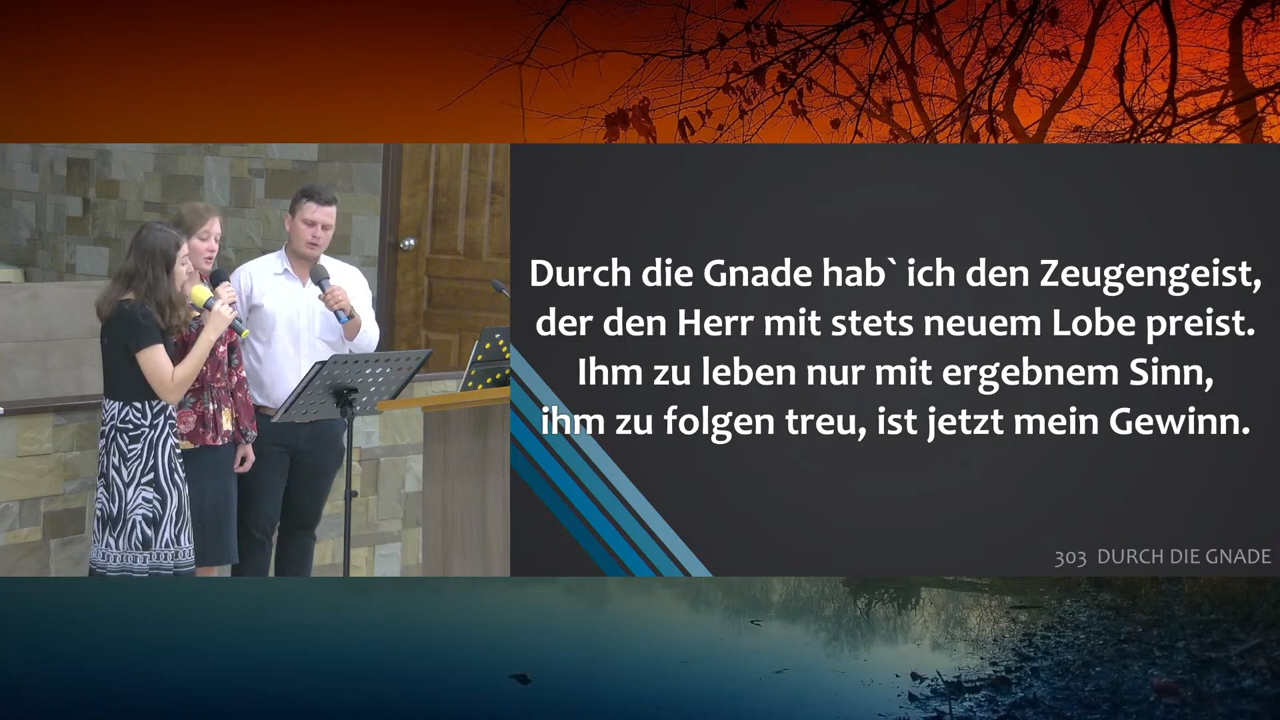 Durch die Gnade hab` ich den Zeugengeist,
der den Herr mit stets neuem Lobe preist.
Ihm zu leben nur mit ergebnem Sinn,
ihm zu folgen treu, ist jetzt mein Gewinn.
303 DURCH DIE GNADE